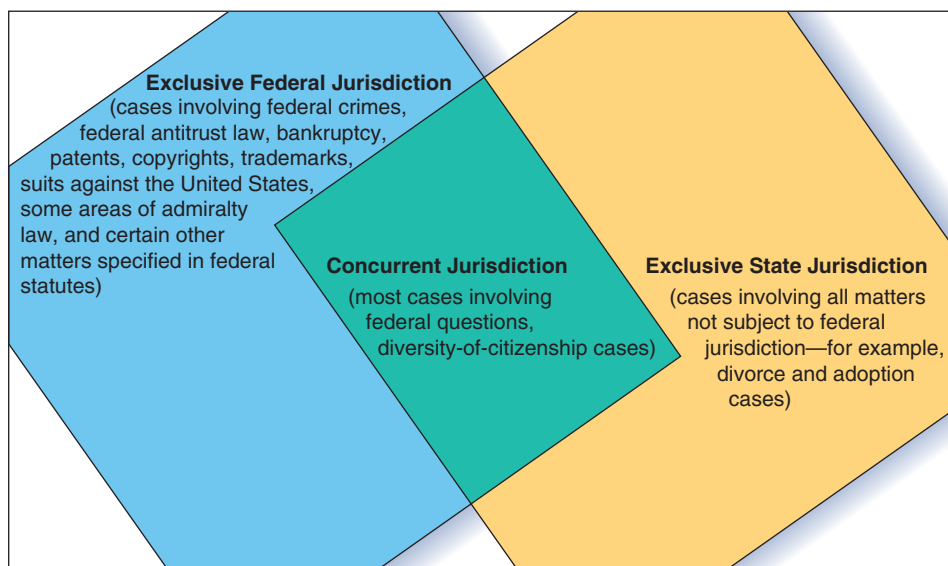 Exclusive Federal Jurisdiction
(cases involving federal crimes,
federal antitrust law, bankruptcy,
patents, copyrights, trademarks,
suits against the United States,
some areas of admiralty
law, and certain other
matters specified in federal
statutes)
Concurrent Jurisdiction
(most cases involving
federal questions,
diversity-of-citizenship cases)
Exclusive State Jurisdiction
(cases involving all matters
not subject to federal
jurisdiction—for example,
divorce and adoption
cases)